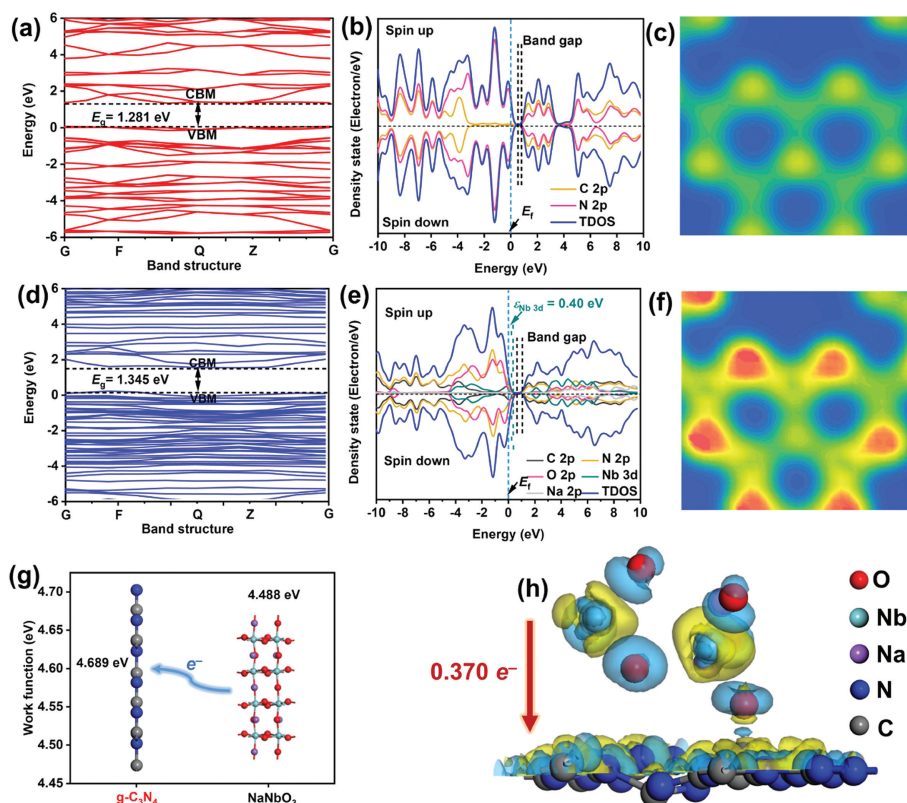 (a)
6
4
2
0
-2
-4
-6
Energy (eV)
CBM
Eg= 1.281 eV
VBM
G F Q Z G
Band structure
(b)
Spin up
Band gap
Density state (Electron/eV)
C 2p
N 2p
TDOS
Spin down
Ef
-10 -8 -6 -4 -2 0 2 4 6 8 10
Energy (eV)
(c)
(d)
6
4
2
0
-2
-4
-6
Energy (eV)
CBM
Eg= 1.345 eV
VBM
G F Q Z G
Band structure
(e)
εNb 3d = 0.40 eV
Spin up
Band gap
Density state (Electron/eV)
Spin down
C 2p N 2p
O 2p Nb 3d
Na 2p TDOS
Ef
-10 -8 -6 -4 -2 0 2 4 6 8 10
Energy (eV)
(f)
(g)
4.70
4.65
4.60
4.55
4.50
4.45
Work function (eV)
4.488 eV
4.689 eV
e−
g-C3N4 NaNbO3
(h)
0.370 e−
O
Nb
Na
N
C